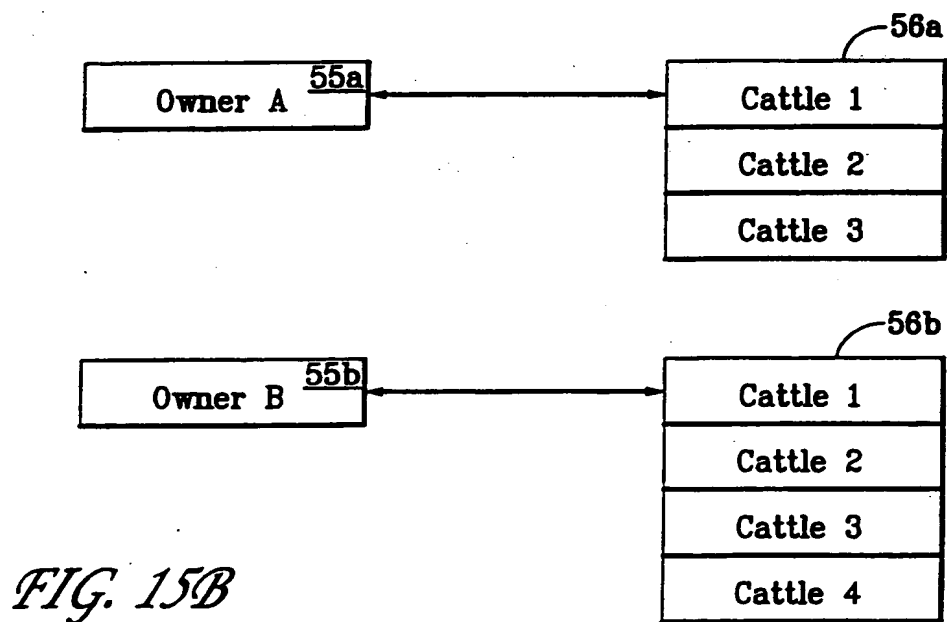 56a
55a
Owner A
Cattle 1
Cattle 2
Cattle 3
56b
55b
Owner B
Cattle 1
Cattle 2
Cattle 3
Cattle 4
FIG. 15B